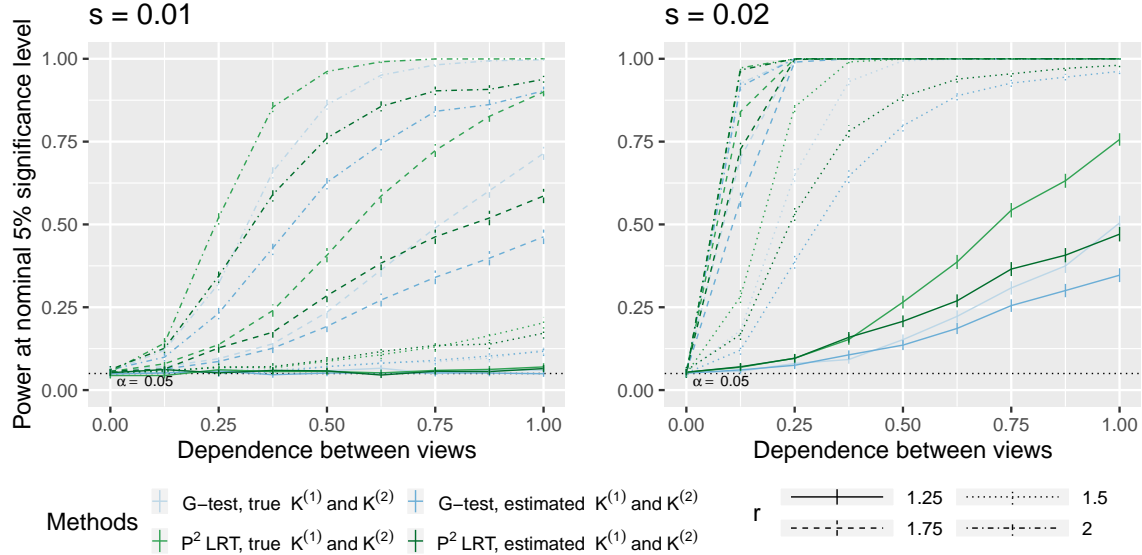 s = 0.01
s = 0.02
Power at nominal 5% significance level
1.00
0.75
0.50
0.25
0.00
α = 0.05
0.00 0.25 0.50 0.75 1.00
Dependence between views
1.00
0.75
0.50
0.25
0.00
α = 0.05
0.00 0.25 0.50 0.75 1.00
Dependence between views
Methods
G−test, true K(1) and K(2)
G−test, estimated K(1) and K(2)
P2 LRT, true K(1) and K(2)
P2 LRT, estimated K(1) and K(2)
r
1.25
1.5
1.75
2